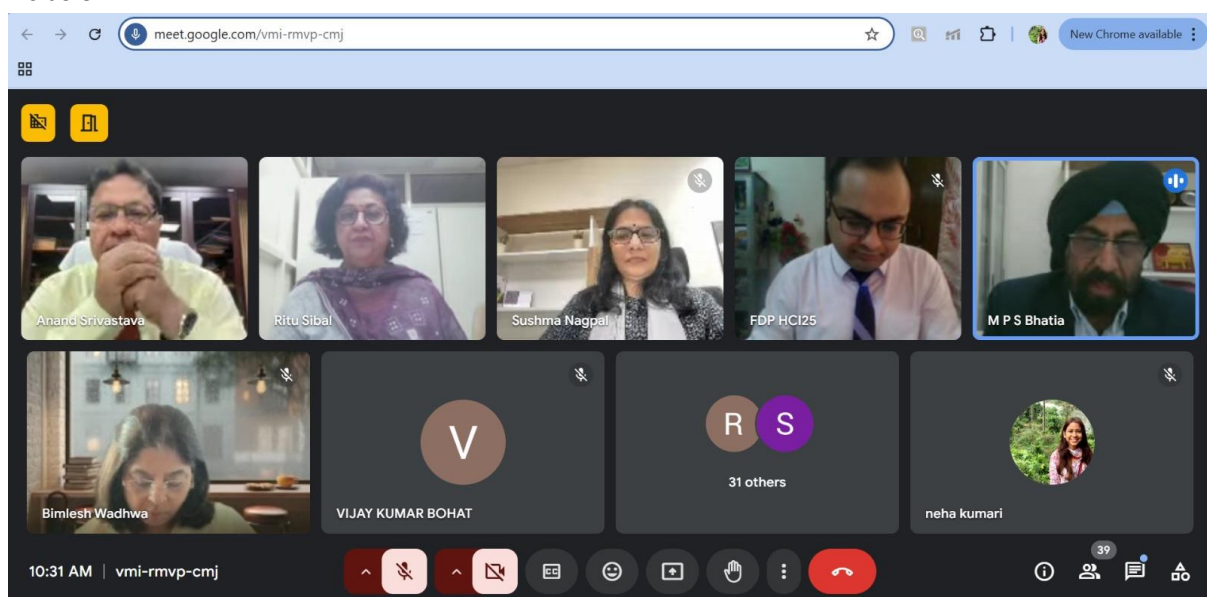 meet.google.com/vmi-rmvp-cmj
New Chrome available
Anand Srivastava
Ritu Sibal
Sushma Nagpal
FDP HCI25
M P S Bhatia
Bimlesh Wadhwa
V
VIJAY KUMAR BOHAT
R S
31 others
neha kumari
10:31 AM | vmi-rmvp-cmj
CC
39